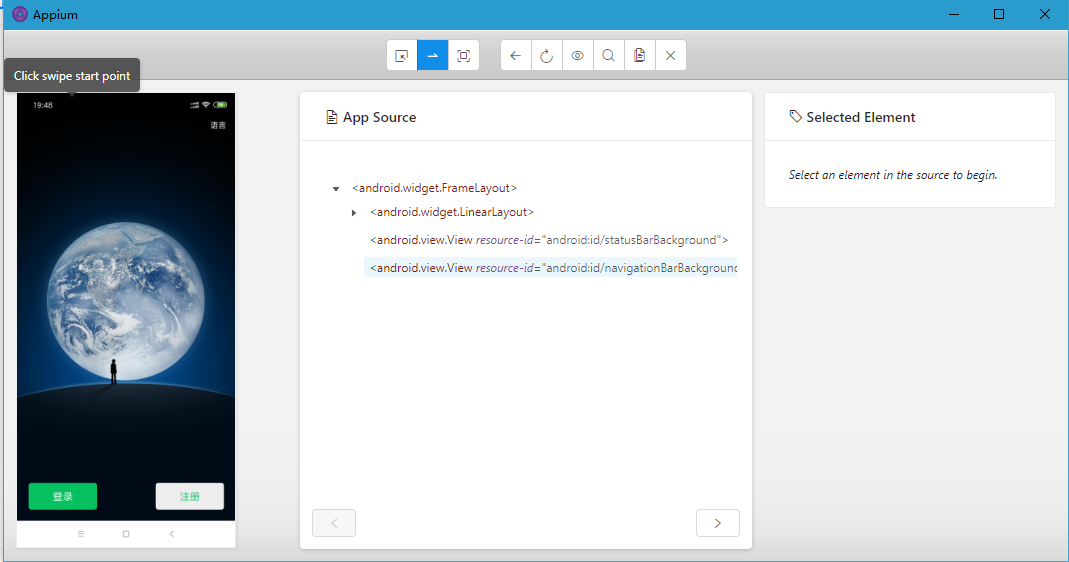 Appium
Click swipe start point
19:48
语言
登录
注册
App Source
<android.widget.FrameLayout>
<android.widget.LinearLayout>
<android.view.View resource-id="android:id/statusBarBackground">
<android.view.View resource-id="android:id/navigationBarBackground
Selected Element
Select an element in the source to begin.